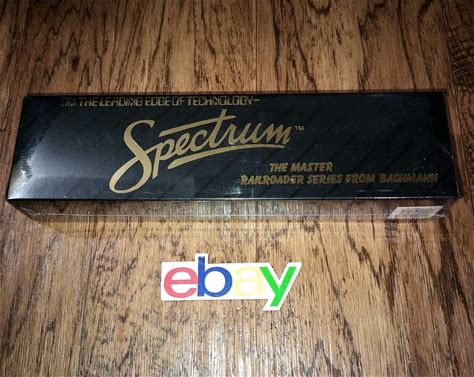 ON THE LEADING EDGE OF TECHNOLOGY-
Spectrum™
THE MASTER
RAILROADER SERIES FROM BACHMANN
ebay